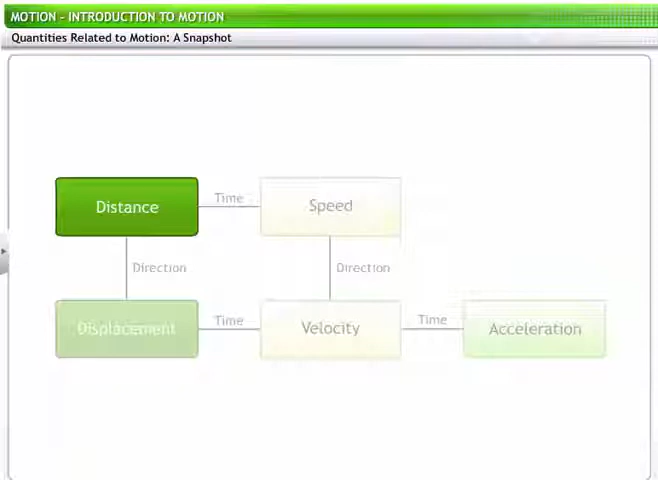 MOTION - INTRODUCTION TO MOTION
Quantities Related to Motion: A Snapshot
Distance
Time
Speed
Direction
Direction
Displacement
Time
Velocity
Time
Acceleration